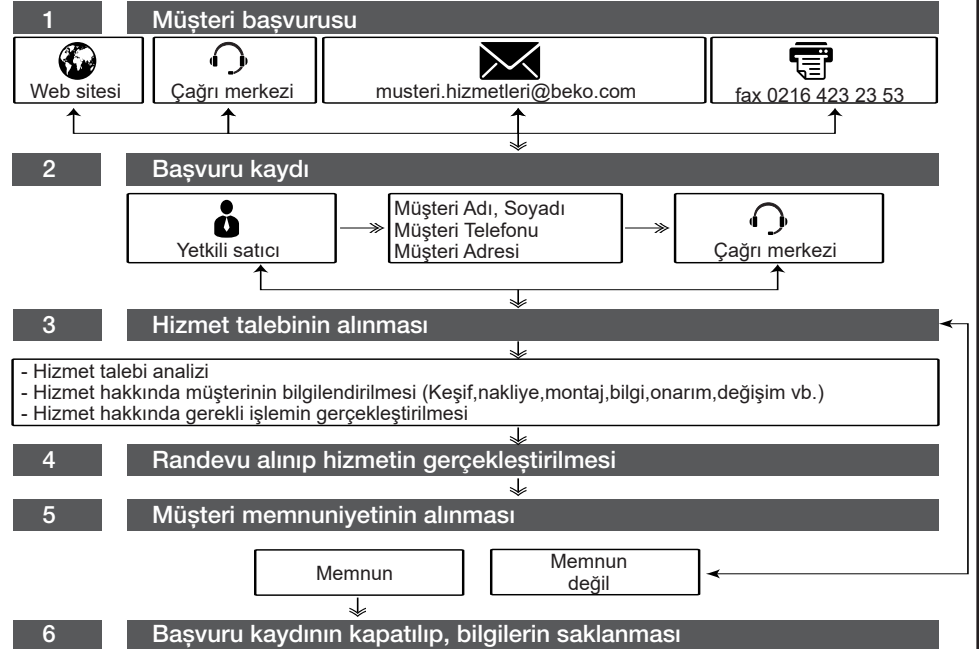 1 Müşteri başvurusu
Web sitesi
Çağrı merkezi
musteri.hizmetleri@beko.com
fax 0216 423 23 53
2 Başvuru kaydı
Yetkili satıcı
Müşteri Adı, Soyadı
Müşteri Telefonu
Müşteri Adresi
Çağrı merkezi
3 Hizmet talebinin alınması
- Hizmet talebi analizi
- Hizmet hakkında müşterinin bilgilendirilmesi (Keşif,nakliye,montaj,bilgi,onarım,değişim vb.)
- Hizmet hakkında gerekli işlemin gerçekleştirilmesi
4 Randevu alınıp hizmetin gerçekleştirilmesi
5 Müşteri memnuniyetinin alınması
Memnun
Memnun
değil
6 Başvuru kaydının kapatılıp, bilgilerin saklanması